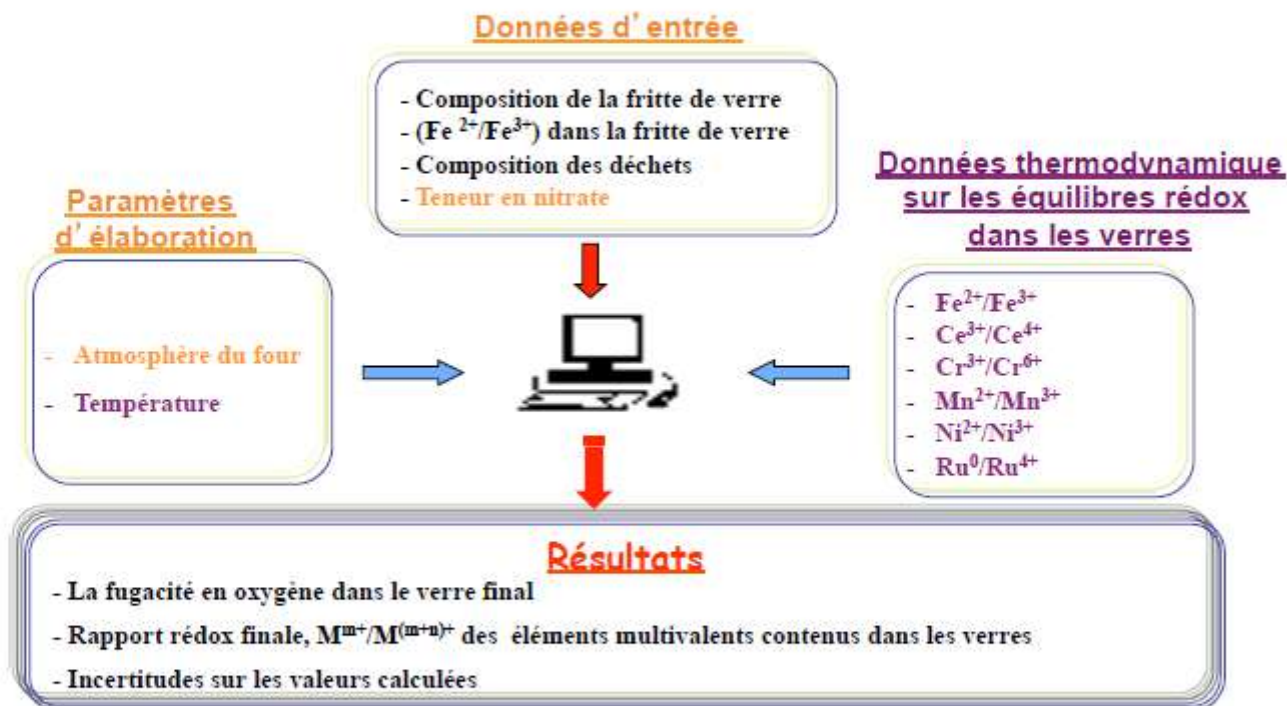 Données d'entrée
- Composition de la fritte de verre
- (Fe ²⁺/Fe³⁺) dans la fritte de verre
- Composition des déchets
- Teneur en nitrate
Paramètres
d'élaboration
- Atmosphère du four
- Température
Données thermodynamique
sur les équilibres rédox
dans les verres
- Fe²⁺/Fe³⁺
- Ce³⁺/Ce⁴⁺
- Cr³⁺/Cr⁶⁺
- Mn²⁺/Mn³⁺
- Ni²⁺/Ni³⁺
- Ru⁰/Ru⁴⁺
Résultats
- La fugacité en oxygène dans le verre final
- Rapport rédox finale, Mᵐ⁺/M⁽ᵐ⁺ⁿ⁾⁺ des éléments multivalents contenus dans les verres
- Incertitudes sur les valeurs calculées